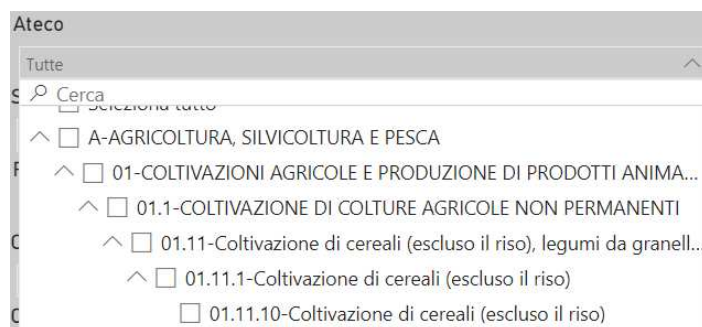 Ateco
Tutte
Cerca
Seleziona tutto
A-AGRICOLTURA, SILVICOLTURA E PESCA
01-COLTIVAZIONI AGRICOLE E PRODUZIONE DI PRODOTTI ANIMA...
01.1-COLTIVAZIONE DI COLTURE AGRICOLE NON PERMANENTI
01.11-Coltivazione di cereali (escluso il riso), legumi da granell...
01.11.1-Coltivazione di cereali (escluso il riso)
01.11.10-Coltivazione di cereali (escluso il riso)